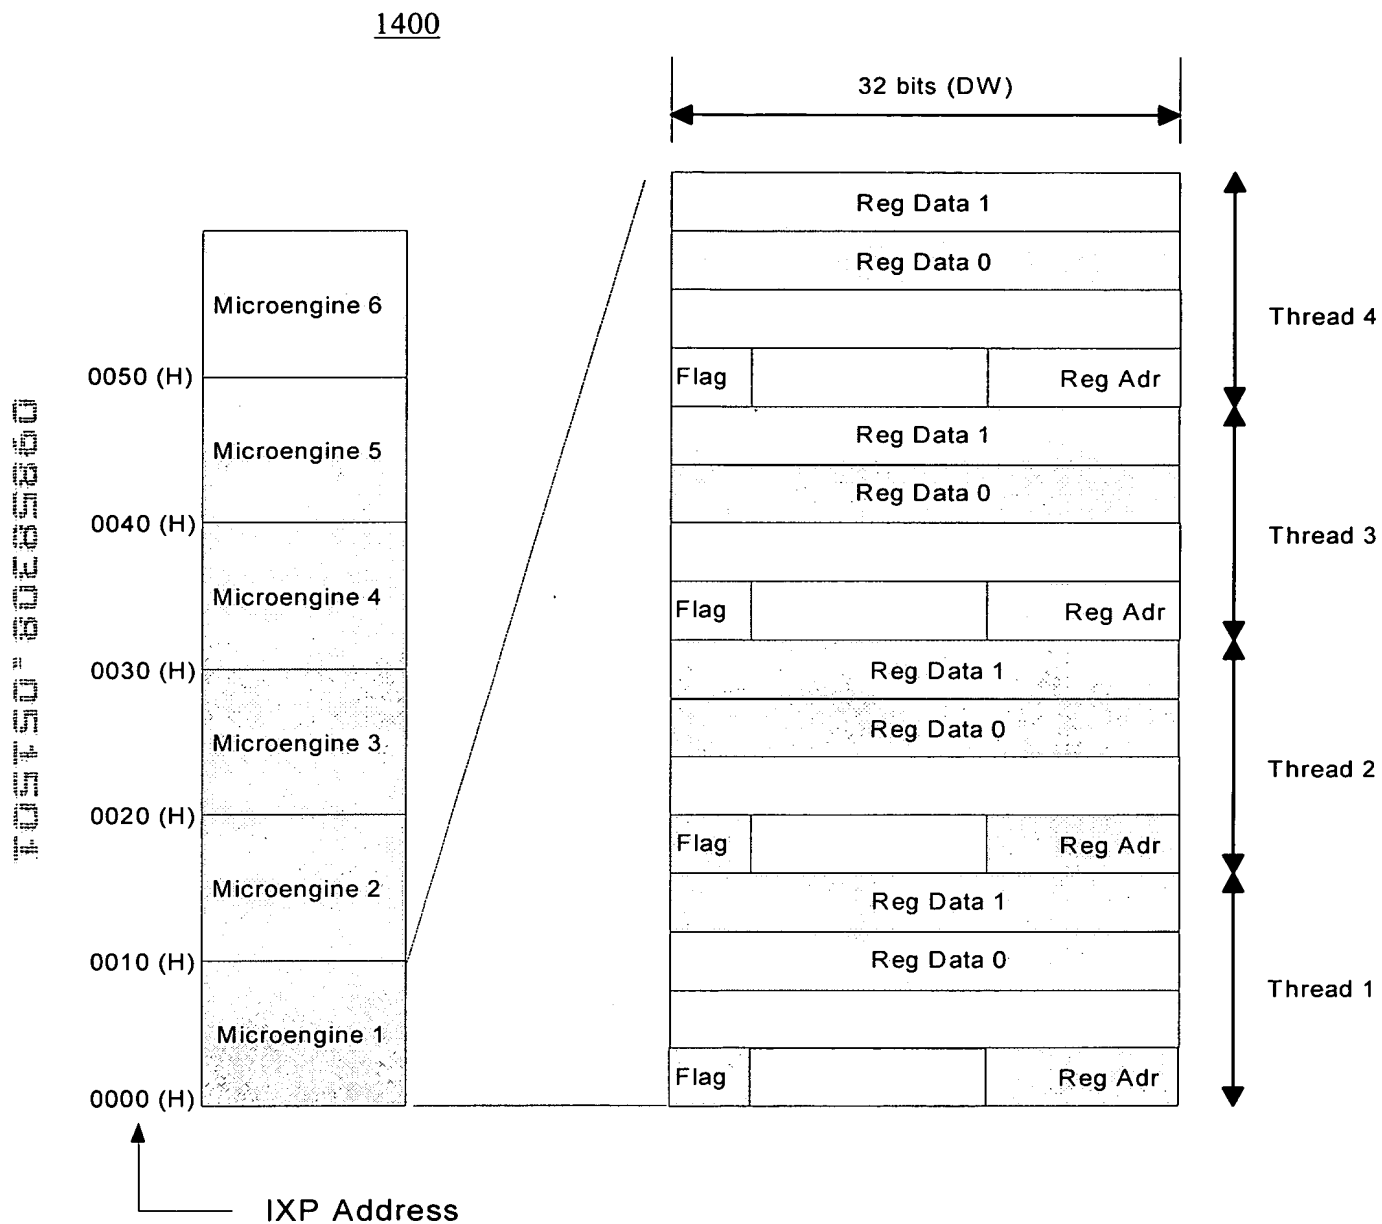 1400
32 bits (DW)
Reg Data 1
Reg Data 0
Flag
Reg Adr
Thread 4
Reg Data 1
Reg Data 0
Flag
Reg Adr
Thread 3
Reg Data 1
Reg Data 0
Flag
Reg Adr
Thread 2
Reg Data 1
Reg Data 0
Flag
Reg Adr
Thread 1
Microengine 6
0050 (H)
Microengine 5
0040 (H)
Microengine 4
0030 (H)
Microengine 3
0020 (H)
Microengine 2
0010 (H)
Microengine 1
0000 (H)
IXP Address
09858309.051501